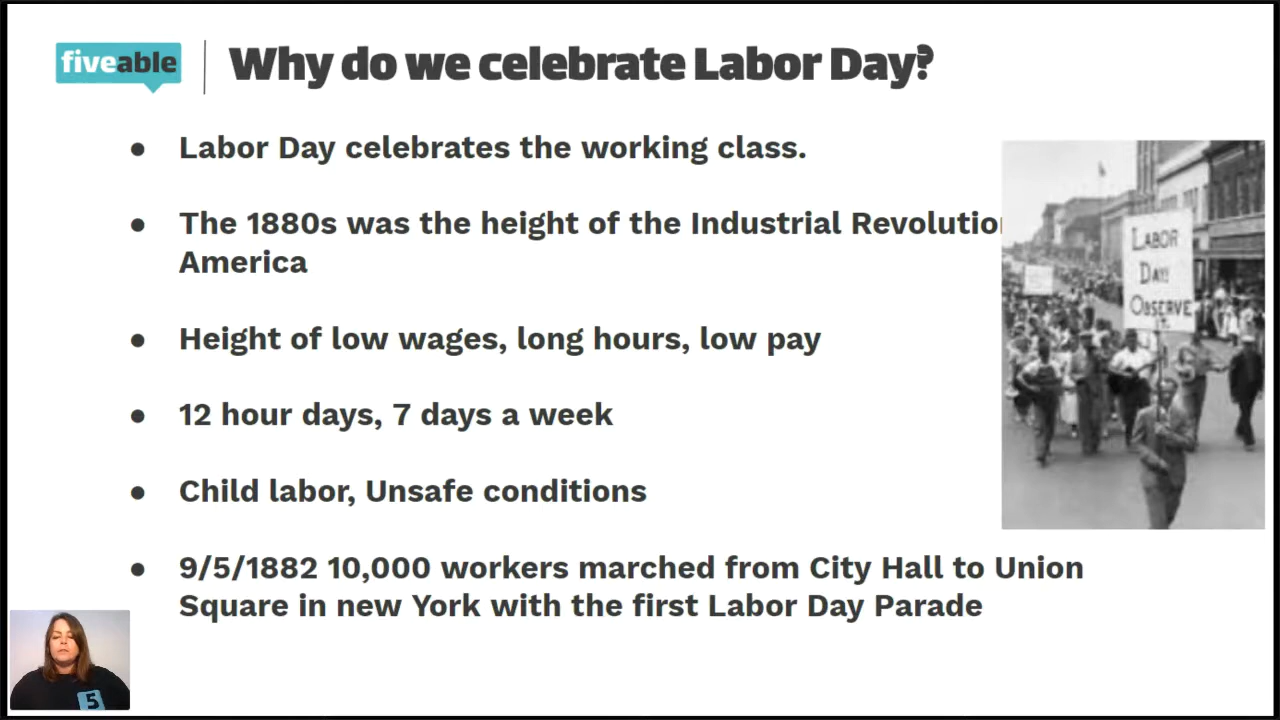 fiveable
Why do we celebrate Labor Day?
● Labor Day celebrates the working class.
● The 1880s was the height of the Industrial
America
● Height of low wages, long hours, low pay
● 12 hour days, 7 days a week
● Child labor, Unsafe conditions
● 9/5/1882 10,000 workers marched from City Hall to Union
Square in new York with the first Labor Day Parade
LABOR
DAY!
OBSERVE
5